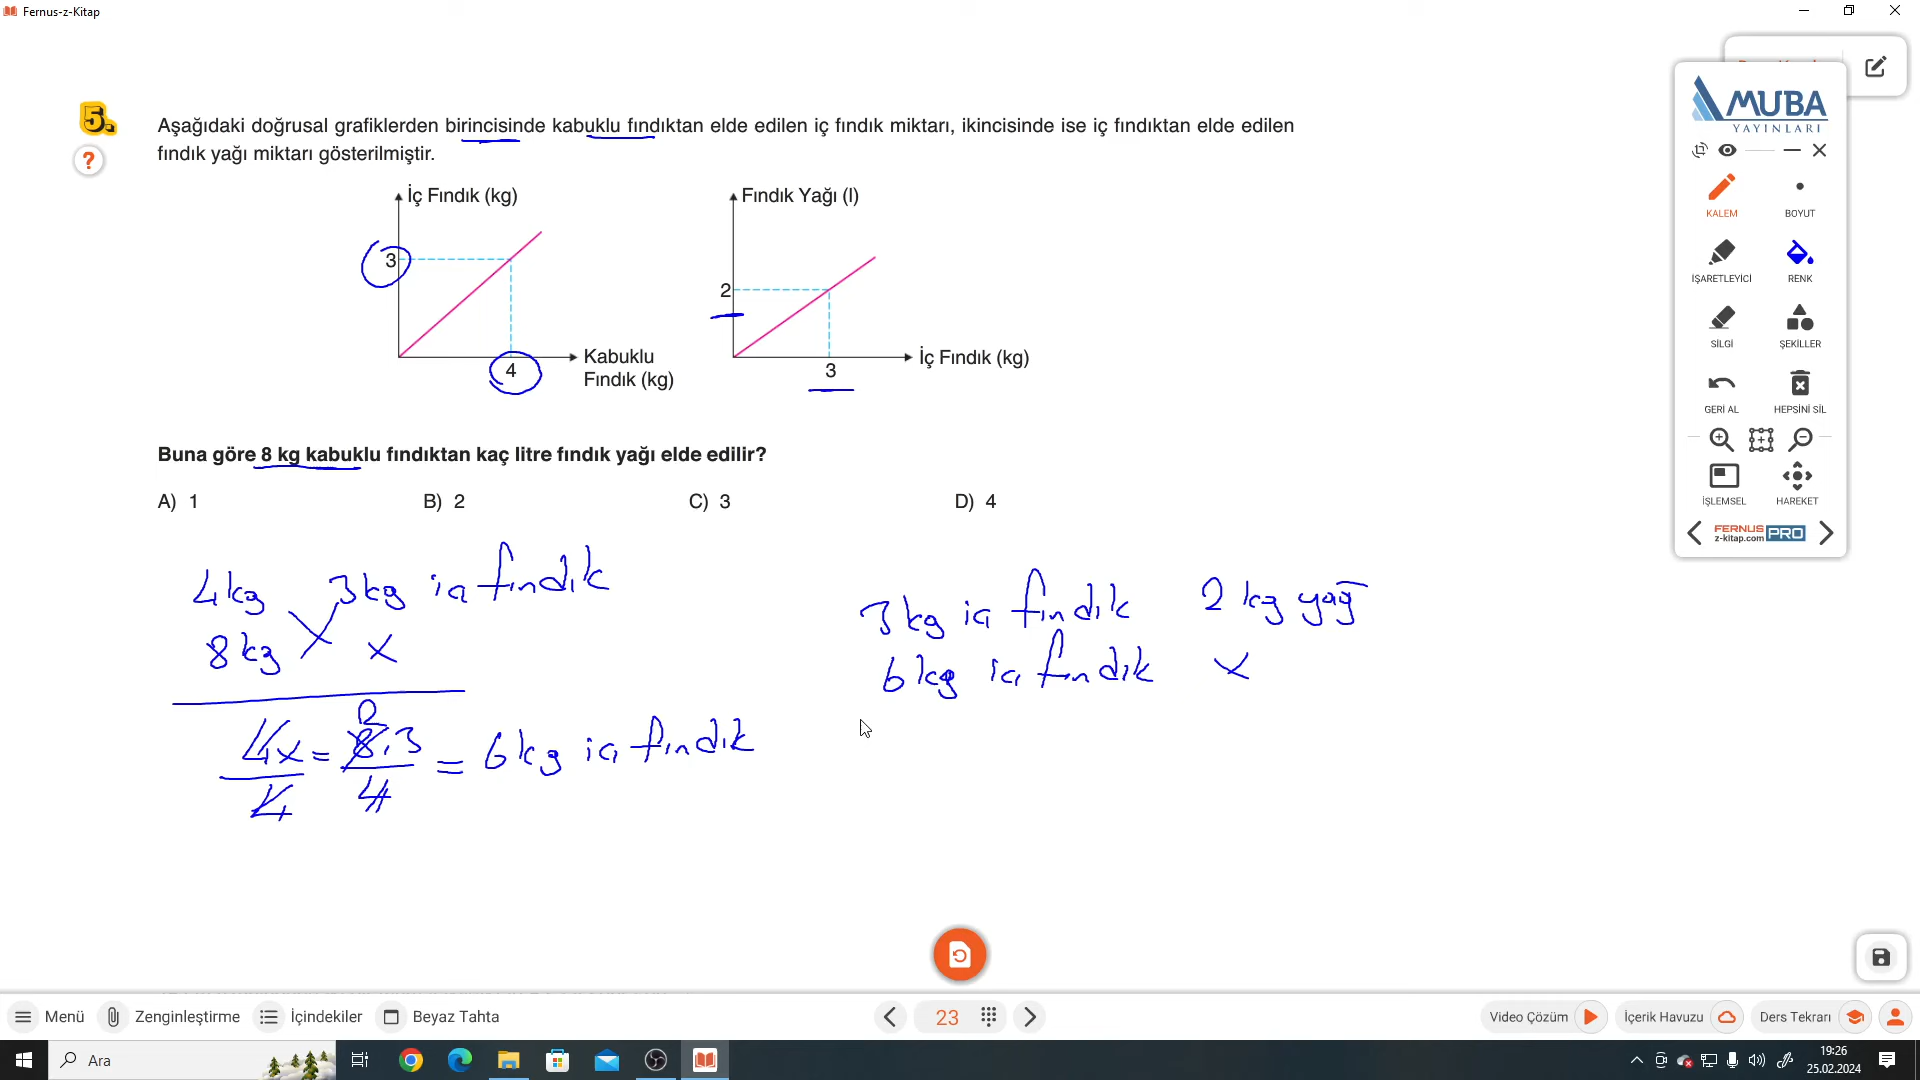 Fernus-z-Kitap
MUBA
YAYINLARI
KALEM
BOYUT
İŞARETLEYİCİ
RENK
SİLGİ
ŞEKİLLER
GERİ AL
HEPSİNİ SİL
İŞLEMSEL
HAREKET
FERNUS
z-kitap.com PRO
5.
?
Aşağıdaki doğrusal grafiklerden birincisinde kabuklu fındıktan elde edilen iç fındık miktarı, ikincisinde ise iç fındıktan elde edilen
fındık yağı miktarı gösterilmiştir.
İç Fındık (kg)
3
4
Kabuklu
Fındık (kg)
Fındık Yağı (l)
2
3
İç Fındık (kg)
Buna göre 8 kg kabuklu fındıktan kaç litre fındık yağı elde edilir?
A) 1
B) 2
C) 3
D) 4
4kg 3kg iç fındık
8kg x
4x = 8.3 = 6kg iç fındık
2
4 4
3kg iç fındık 2 kg yağ
6 kg iç fındık x
Menü
Zenginleştirme
İçindekiler
Beyaz Tahta
23
Video Çözüm
İçerik Havuzu
Ders Tekrarı
Ara
19:26
25.02.2024